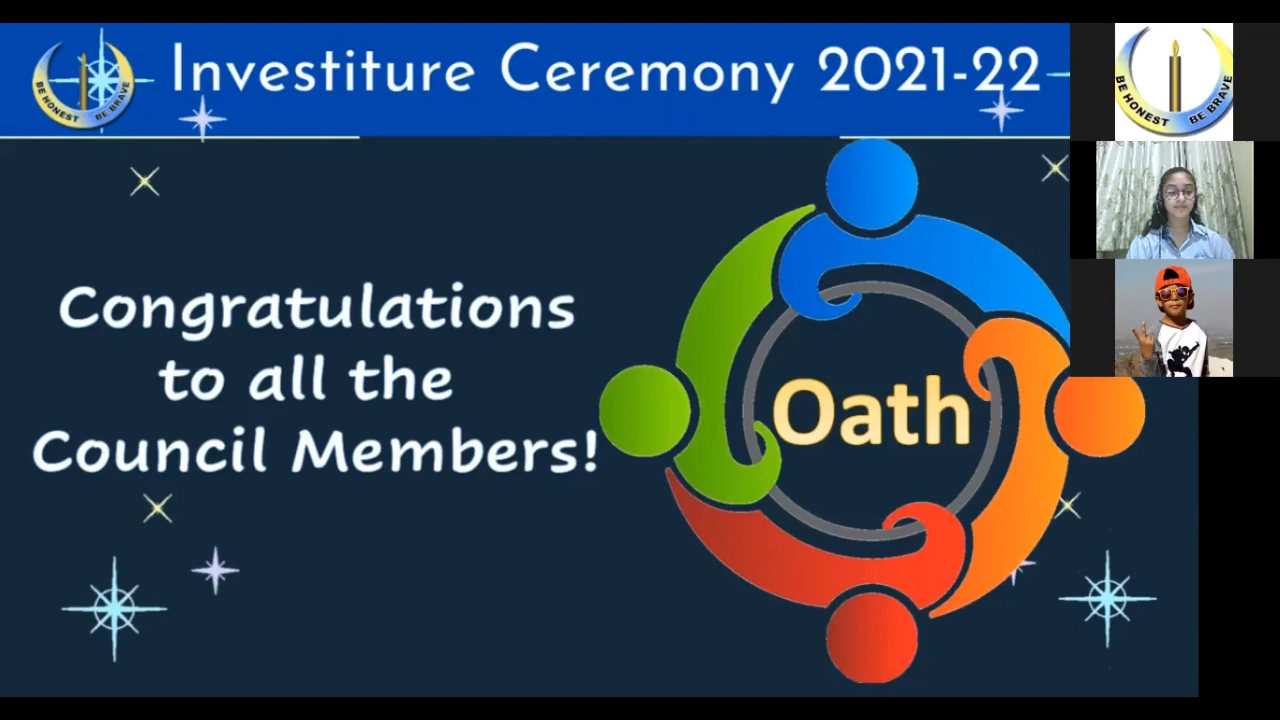 BE HONEST BE BRAVE
Investiture Ceremony 2021-22
BE HONEST BE BRAVE
Congratulations
to all the
Council Members!
Oath